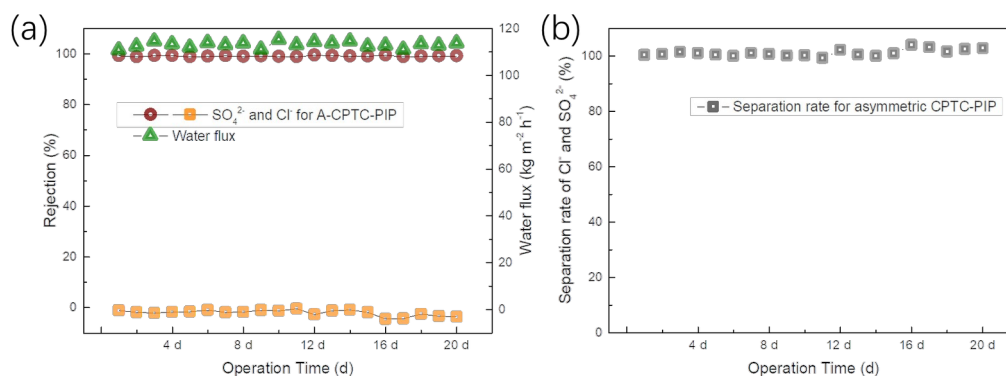 (a)
Rejection (%)
100
80
60
40
20
0
SO₄²⁻ and Cl⁻ for A-CPTC-PIP
Water flux
120
100
80
60
40
20
0
Water flux (kg m⁻² h⁻¹)
4 d 8 d 12 d 16 d 20 d
Operation Time (d)
(b)
Separation rate of Cl⁻ and SO₄²⁻ (%)
100
80
60
40
20
0
Separation rate for asymmetric CPTC-PIP
4 d 8 d 12 d 16 d 20 d
Operation Time (d)